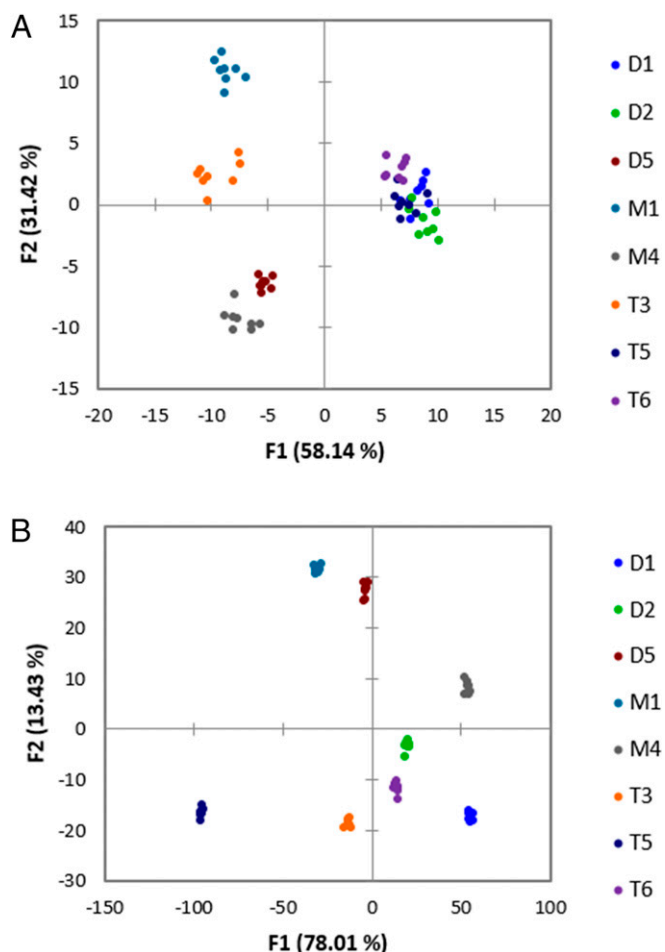 A
15
10
5
0
-5
-10
-15
F2 (31.42 %)
-20 -15 -10 -5 0 5 10 15 20
F1 (58.14 %)
D1
D2
D5
M1
M4
T3
T5
T6
B
40
30
20
10
0
-10
-20
-30
F2 (13.43 %)
-150 -100 -50 0 50 100
F1 (78.01 %)
D1
D2
D5
M1
M4
T3
T5
T6